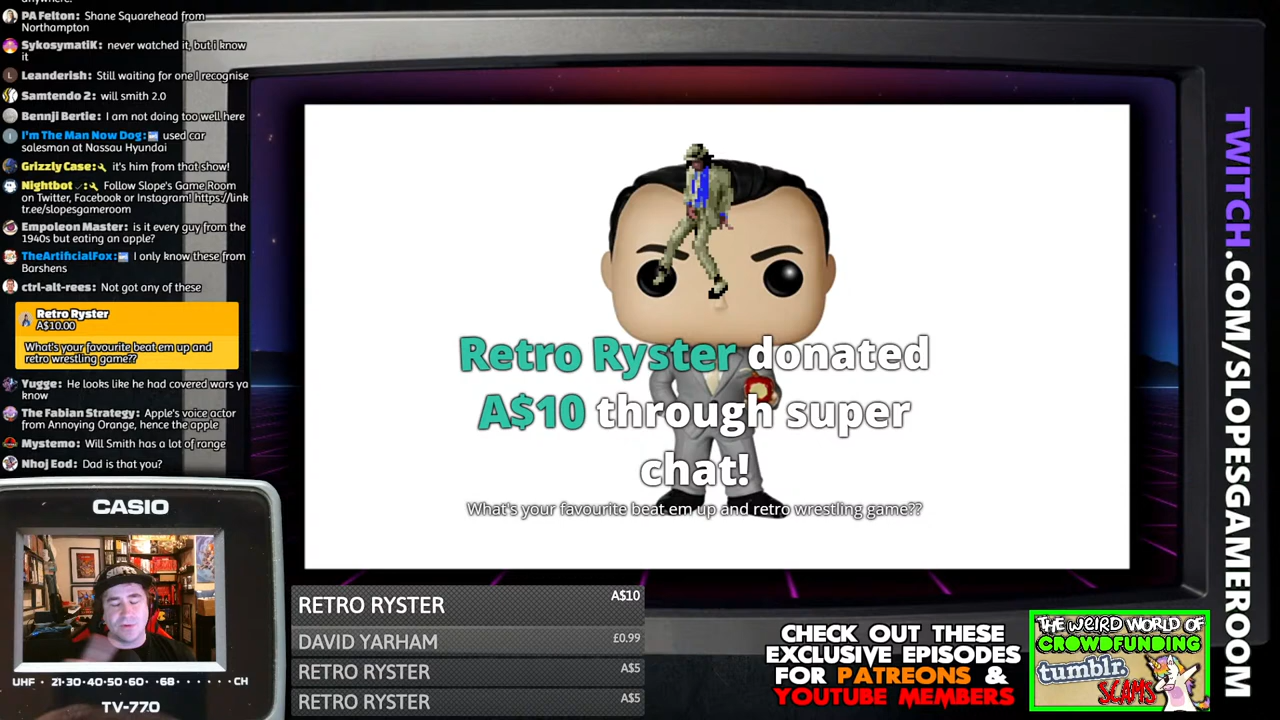 anywhere.
PA Felton: Shane Squarehead from
Northampton
SykosymatiK: never watched it, but i know
it
Leanderish: Still waiting for one I recognise
Samtendo 2: will smith 2.0
Bennji Bertie: I am not doing too well here
I'm The Man Now Dog: used car
salesman at Nassau Hyundai
Grizzly Case: it's him from that show!
Nightbot: Follow Slope's Game Room
on Twitter, Facebook or Instagram! https://link
tr.ee/slopesgameroom
Empoleon Master: is it every guy from the
1940s but eating an apple?
TheArtificialFox: I only know these from
Barshens
ctrl-alt-rees: Not got any of these
Retro Ryster
A$10.00
What's your favourite beat em up and
retro wrestling game??
Yugge: He looks like he had covered wars ya
know
The Fabian Strategy: Apple's voice actor
from Annoying Orange, hence the apple
Mystemo: Will Smith has a lot of range
Nhoj Eod: Dad is that you?
Retro Ryster donated
A$10 through super
chat!
What's your favourite beat em up and retro wrestling game??
CASIO
UHF - 21·30·40·50·60 - ·68 - - - - - - CH
TV-770
RETRO RYSTER A$10
DAVID YARHAM £0.99
RETRO RYSTER A$5
RETRO RYSTER A$5
CHECK OUT THESE
EXCLUSIVE EPISODES
FOR PATREONS &
YOUTUBE MEMBERS
THE WEIRD WORLD OF
CROWDFUNDING
tumblr.
SCAMS
TWITCH.COM/SLOPESGAMEROOM